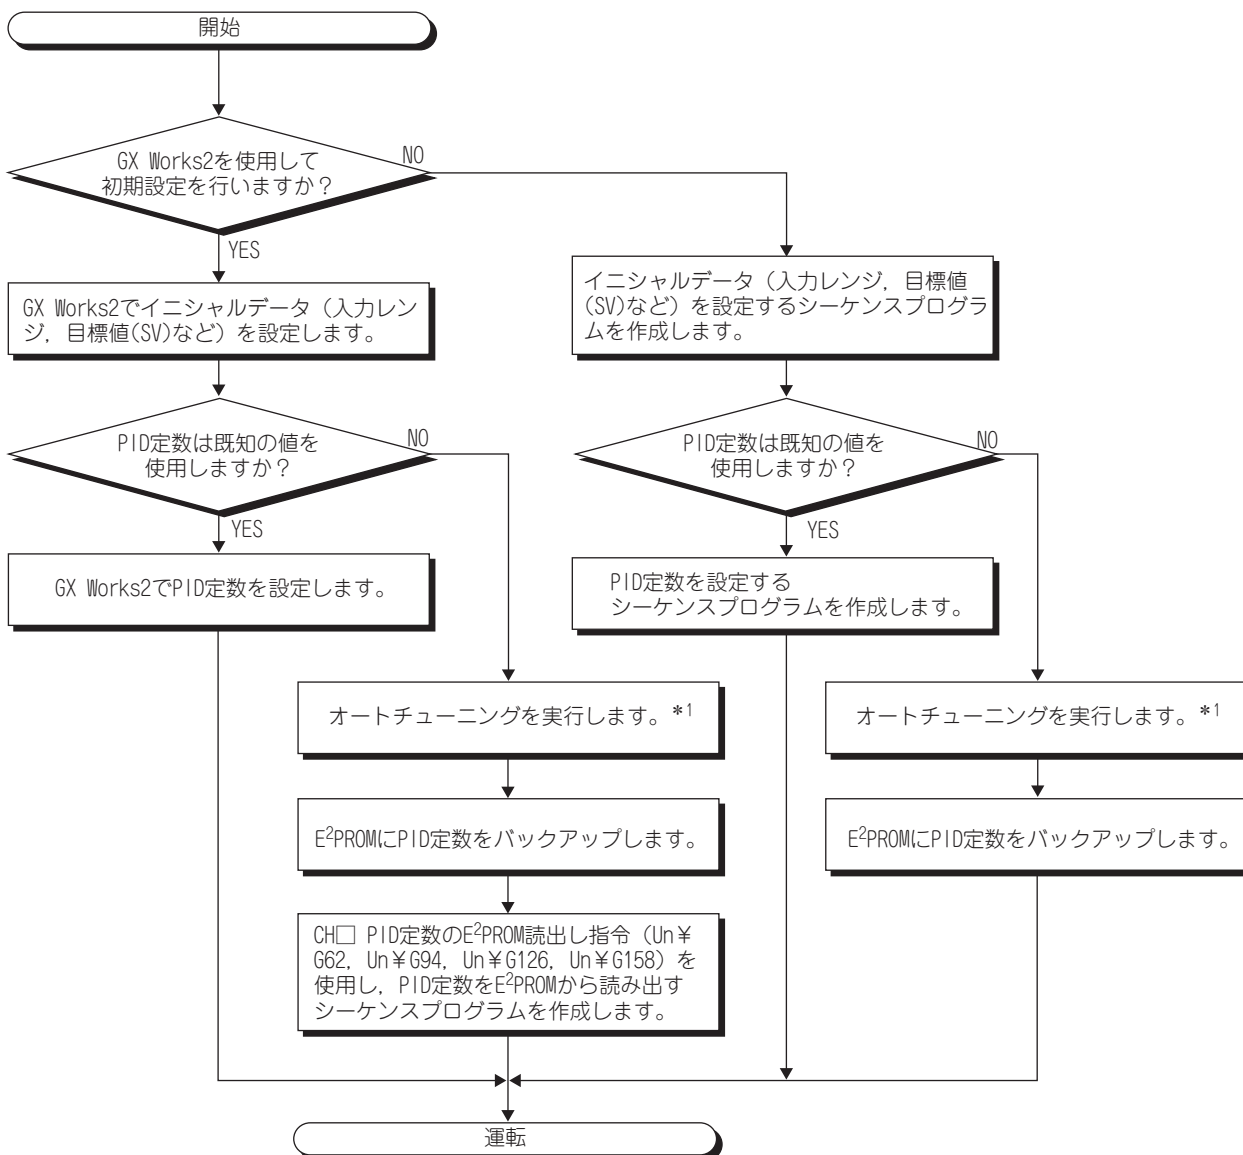 開始
GX Works2を使用して
初期設定を行いますか？
NO
YES
GX Works2でイニシャルデータ（入力レン
ジ，目標値(SV)など）を設定します。
イニシャルデータ（入力レンジ，目標値
(SV)など）を設定するシーケンスプログラ
ムを作成します。
PID定数は既知の値を
使用しますか？
NO
YES
PID定数は既知の値を
使用しますか？
NO
YES
GX Works2でPID定数を設定します。
PID定数を設定する
シーケンスプログラムを作成します。
オートチューニングを実行します。*1
オートチューニングを実行します。*1
E²PROMにPID定数をバックアップします。
E²PROMにPID定数をバックアップします。
CH□ PID定数のE²PROM読出し指令（Un¥
G62，Un¥G94，Un¥G126，Un¥G158）を
使用し，PID定数をE²PROMから読み出す
シーケンスプログラムを作成します。
運転